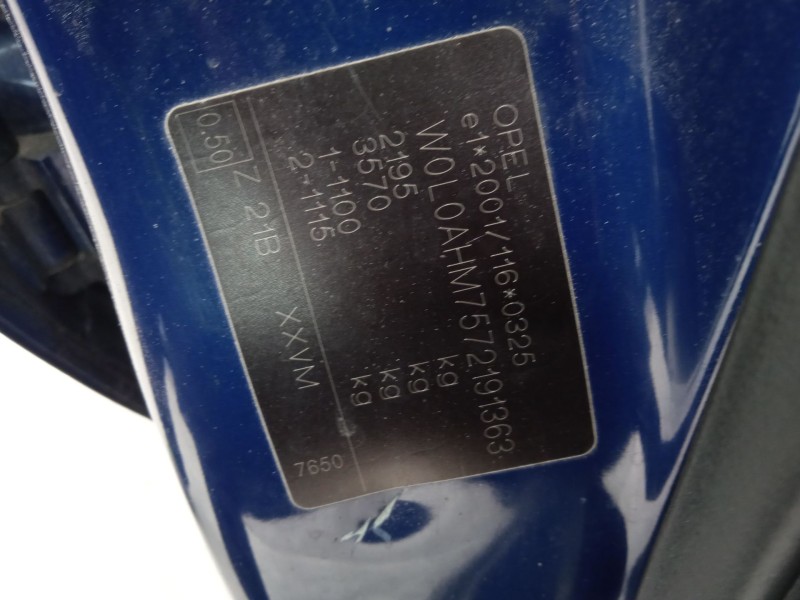 OPEL
e1*2001/116*0325
W0L0AHM7572191363
2195 kg
3570 kg
1-1100 kg
2-1115 kg
0.50 Z 21B XXVM
7650